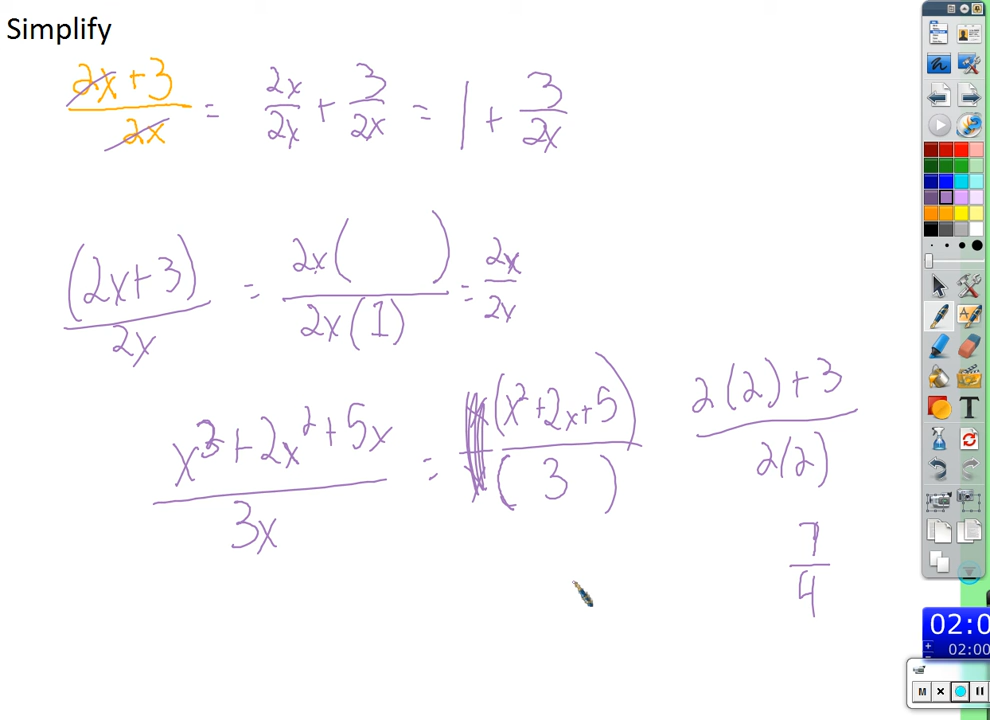 Simplify
(2x + 3)/(2x) = 2x/2x + 3/2x = 1 + 3/2x
(2x+3)/2x = 2x( )/2x(1) = 2x/2x
(x³ + 2x² + 5x)/3x = (x²+2x+5)/(3)
(2(2)+3)/2(2)
7/4
T
02:0
02:00
M